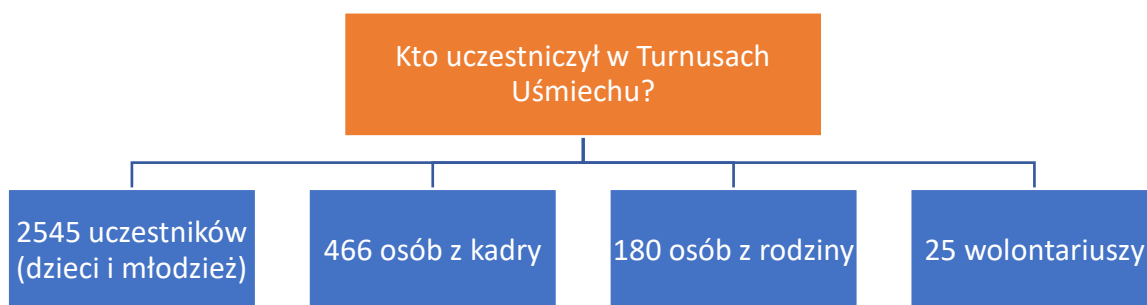 Kto uczestniczył w Turnusach
Uśmiechu?
2545 uczestników
(dzieci i młodzież)
466 osób z kadry
180 osób z rodziny
25 wolontariuszy